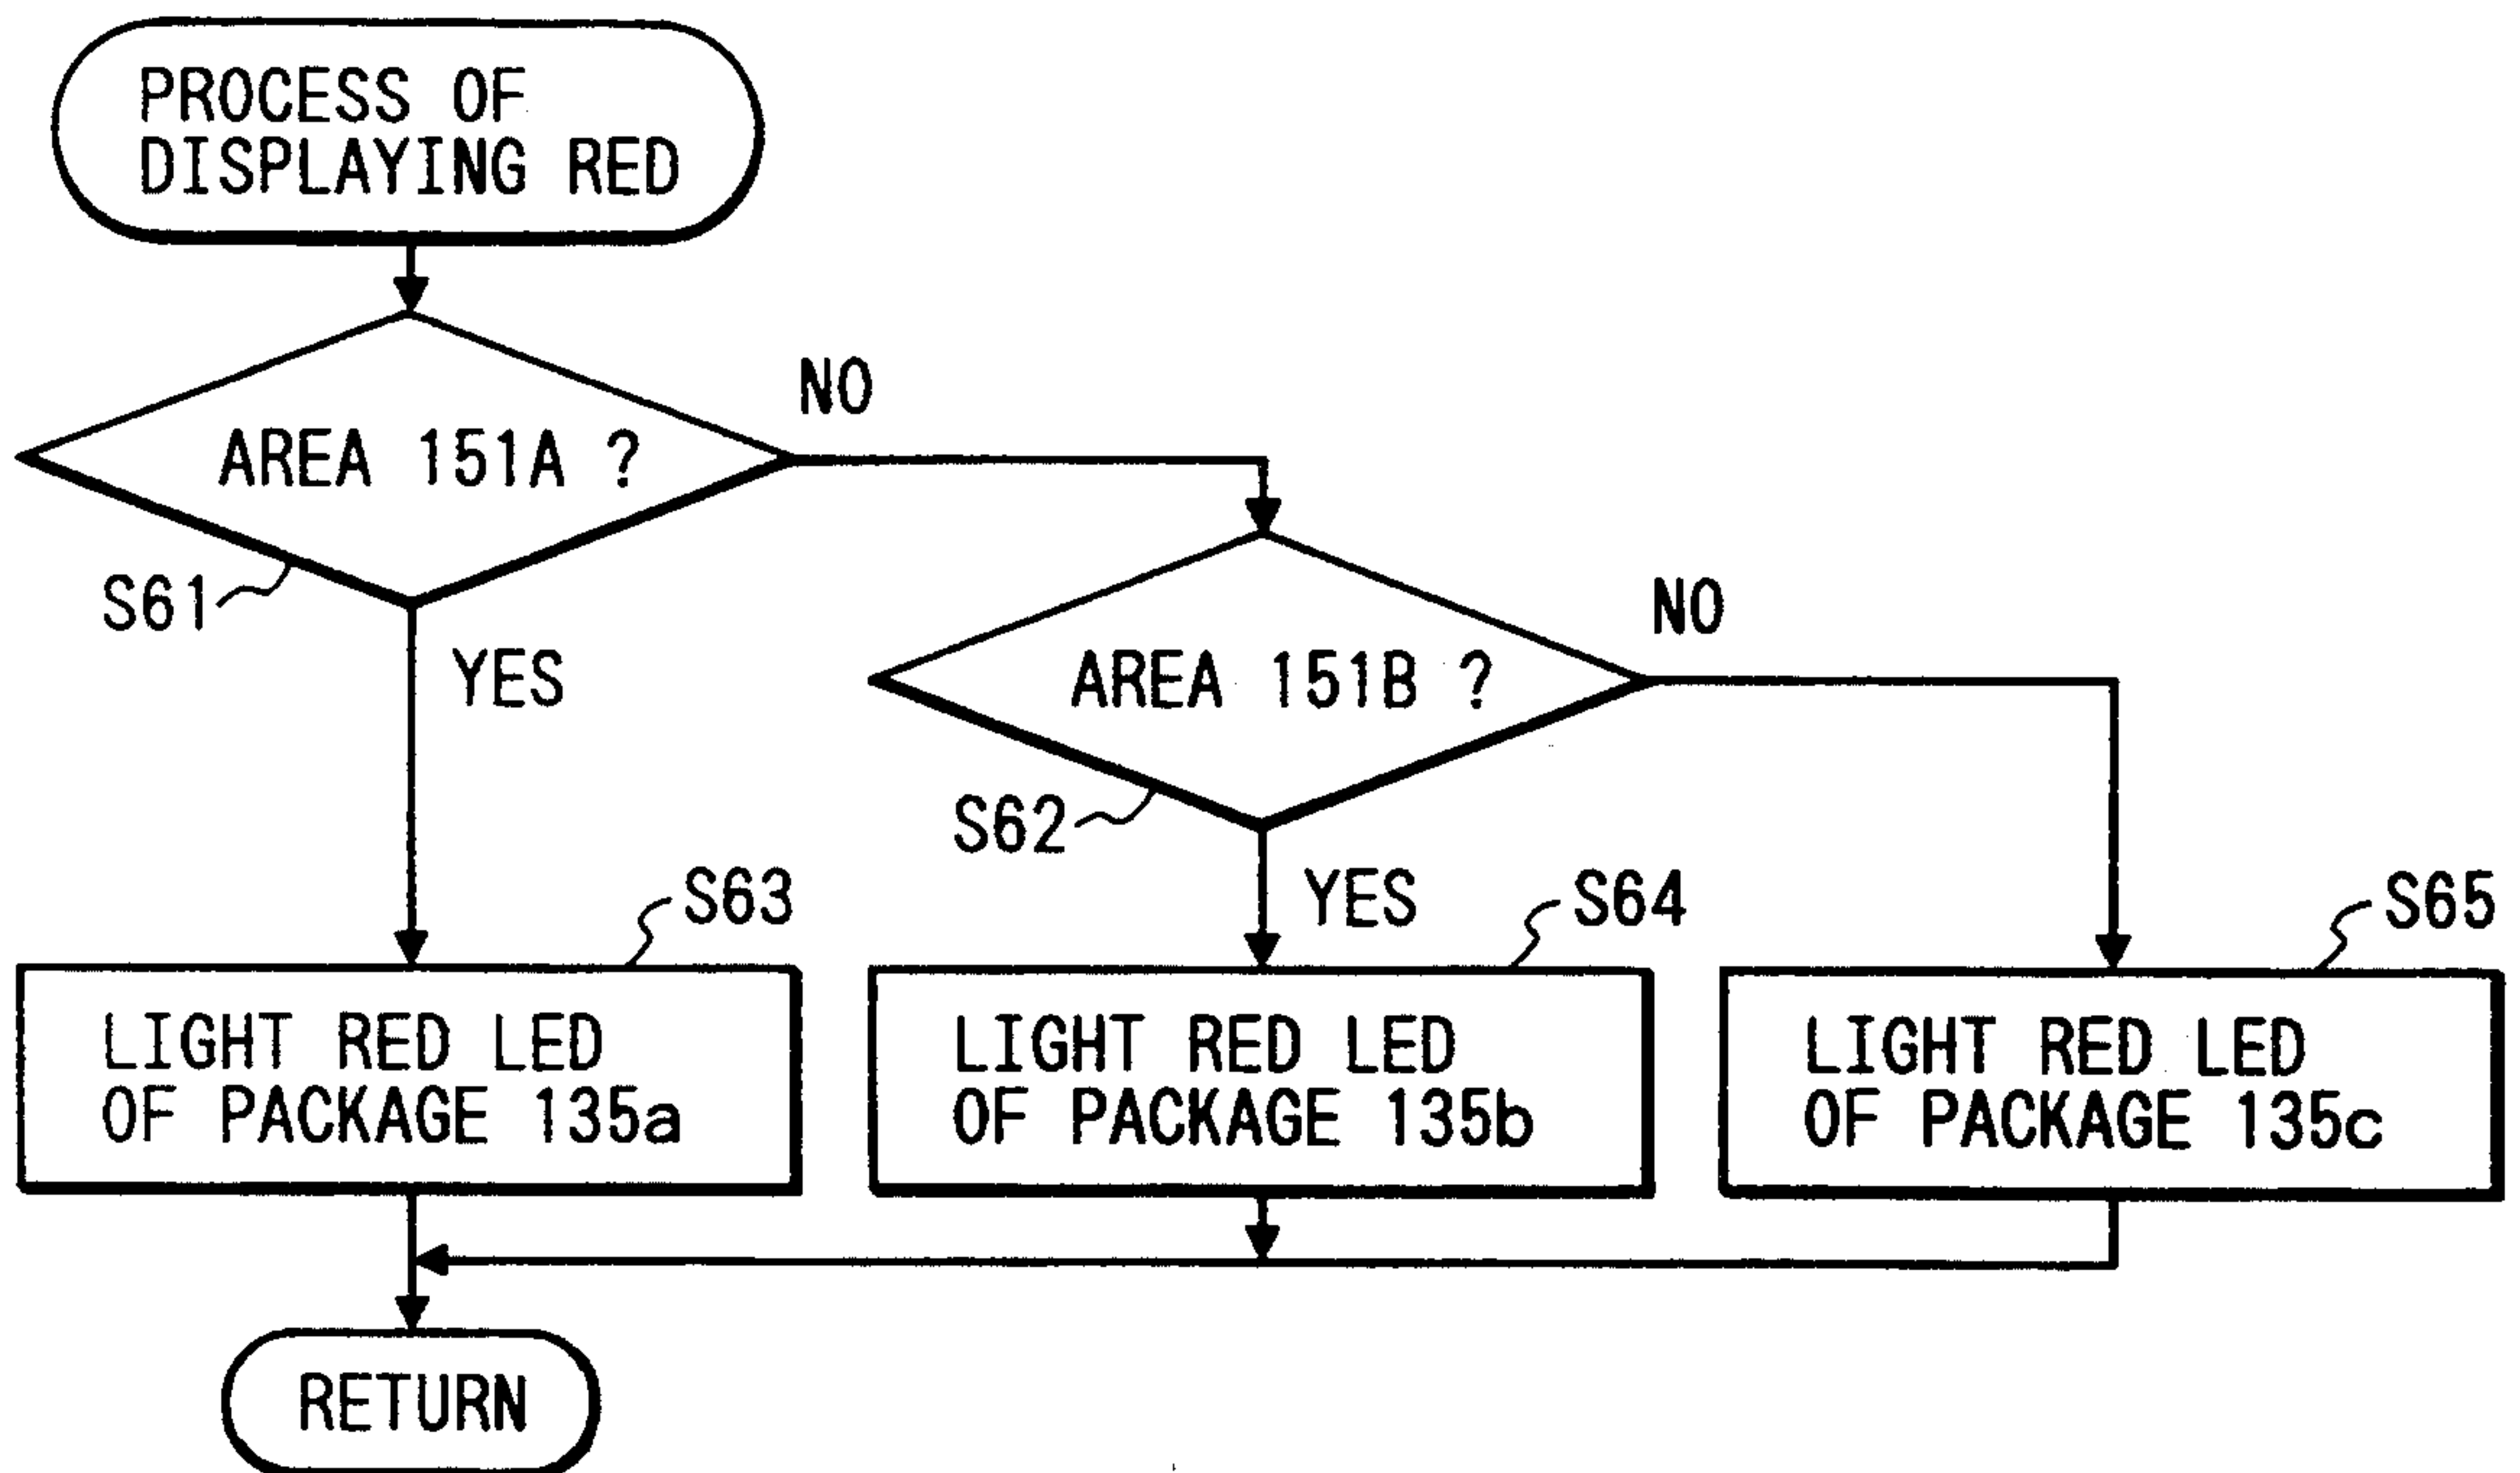 PROCESS OF
DISPLAYING RED
NO
AREA 151A ?
S61
YES
NO
AREA 151B ?
S62
YES
S63
S64
S65
LIGHT RED LED
OF PACKAGE 135a
LIGHT RED LED
OF PACKAGE 135b
LIGHT RED LED
OF PACKAGE 135c
RETURN